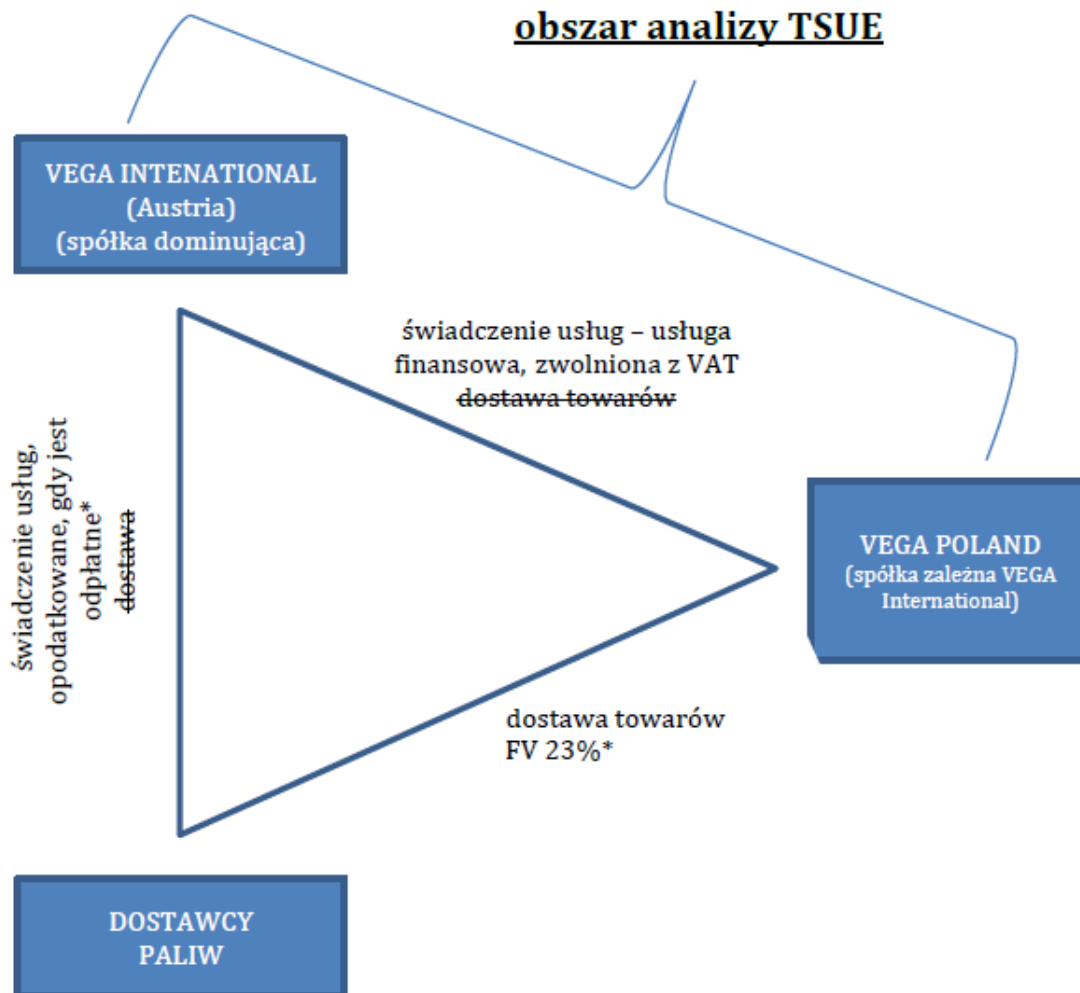 obszar analizy TSUE
VEGA INTENATIONAL
(Austria)
(spółka dominująca)
świadczenie usług – usługa
finansowa, zwolniona z VAT
dostawa towarów
świadczenie usług,
opodatkowane, gdy jest
odpłatne*
dostawa
VEGA POLAND
(spółka zależna VEGA
International)
dostawa towarów
FV 23%*
DOSTAWCY
PALIW